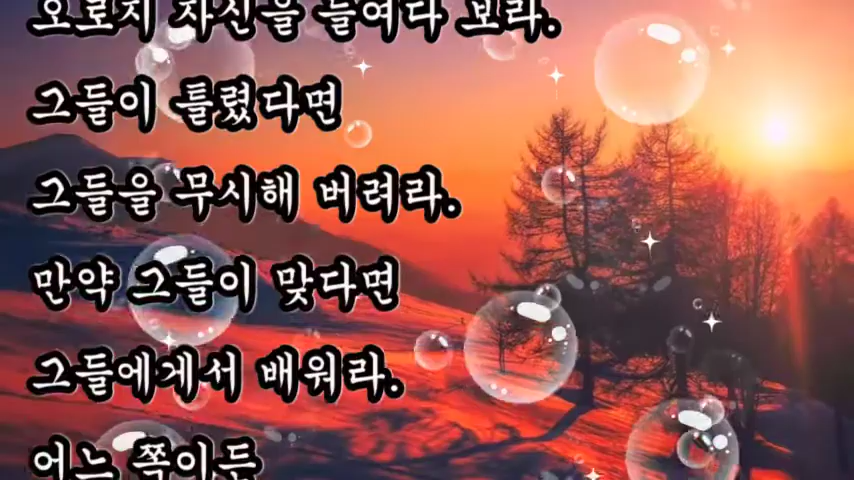 오로지 자신을 들여다 보라.
그들이 틀렸다면
그들을 무시해 버려라.
만약 그들이 맞다면
그들에게서 배워라.
어느 쪽이든